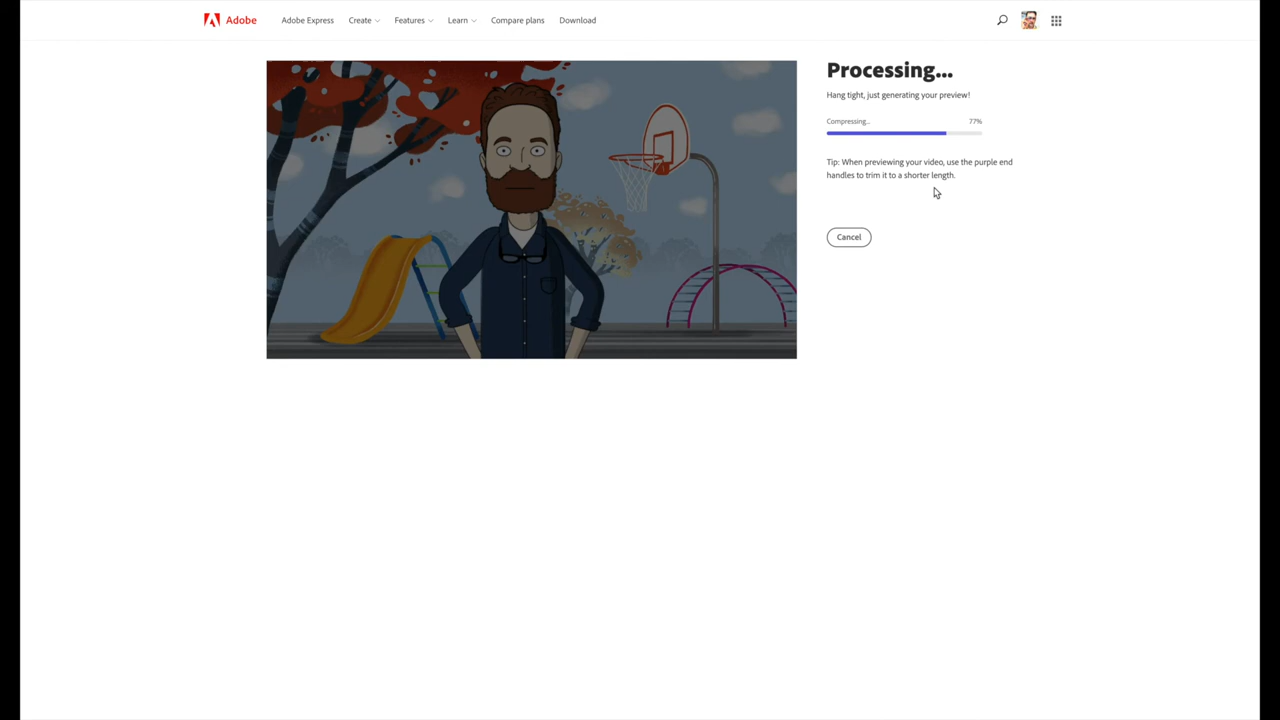 Adobe
Adobe Express
Create
Features
Learn
Compare plans
Download
Processing...
Hang tight, just generating your preview!
Compressing...
77%
Tip: When previewing your video, use the purple end
handles to trim it to a shorter length.
Cancel